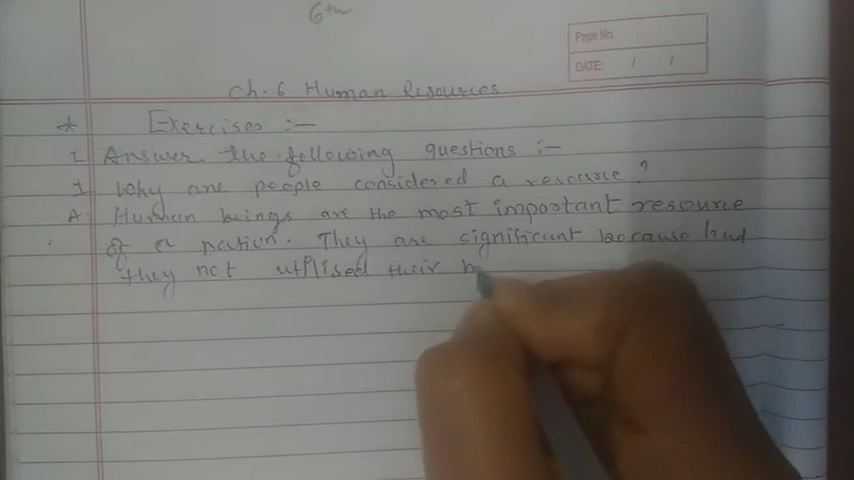 6th
Page No.
DATE: / /
Ch. 6 Human Resources
* Exercises :-
I Answer the following questions :-
1 Why are people considered a resource?
A. Human beings are the most important resource
of a nation. They are significant because had
they not utilised their